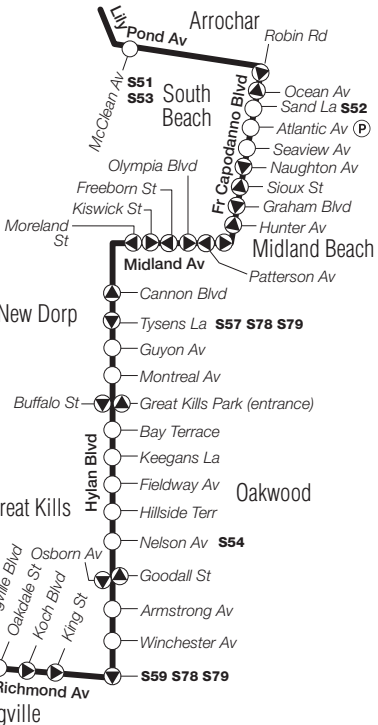 Arrochar
Lily Pond Av
Robin Rd
McClean Av S51
S53
South
Beach
Ocean Av
Sand La S52
Atlantic Av P
Seaview Av
Fr Capodanno Blvd
Naughton Av
Sioux St
Graham Blvd
Hunter Av
Olympia Blvd
Freeborn St
Kiswick St
Moreland
St
Midland Beach
Midland Av
Patterson Av
Cannon Blvd
New Dorp
Tysens La S57 S78 S79
Guyon Av
Montreal Av
Buffalo St
Great Kills Park (entrance)
Bay Terrace
Hylan Blvd
Keegans La
Fieldway Av
Oakwood
reat Kills
Hillside Terr
Nelson Av S54
Osborn Av
Goodall St
gville Blvd
Oakdale St
Koch Blvd
King St
Armstrong Av
Winchester Av
S59 S78 S79
Richmond Av
gville